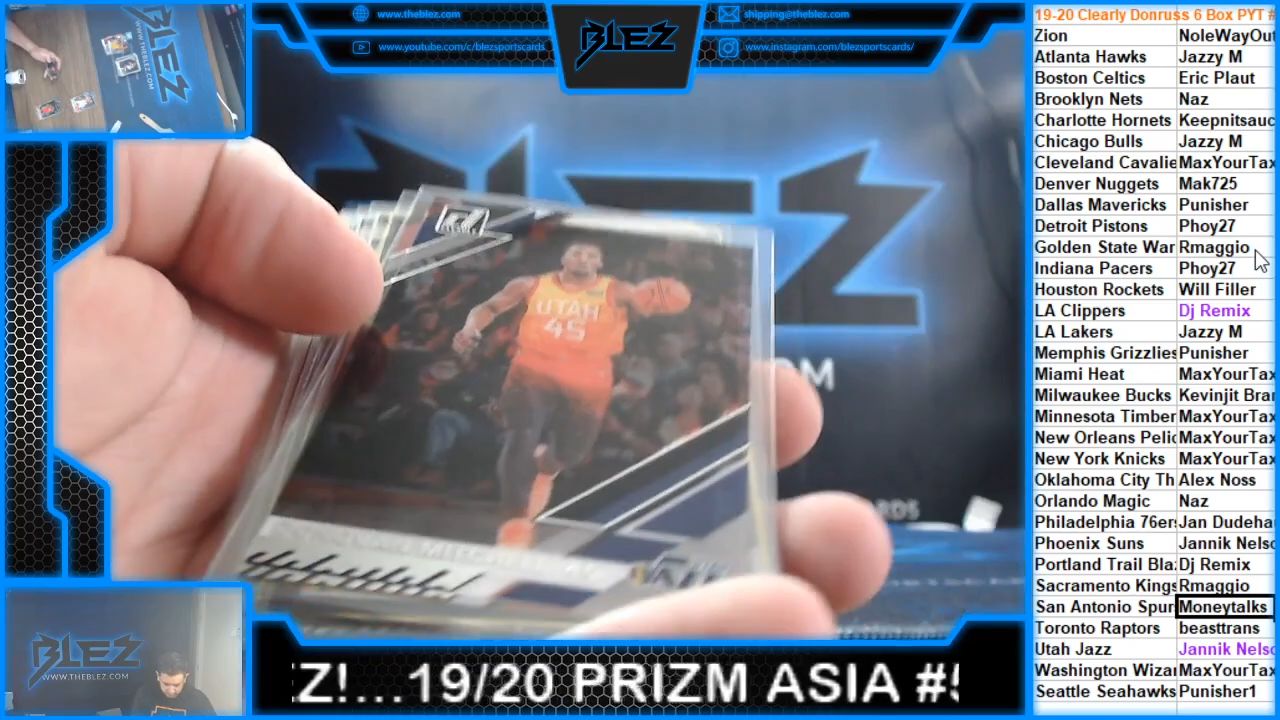 www.theblez.com
BLEZ
shipping@theblez.com
www.youtube.com/c/blezsportscards
www.instagram.com/blezsportscards/
BLEZ
UTAH
45
BLEZ
WWW.THEBLEZ.COM
Z!...19/20 PRIZM ASIA #
19-20 Clearly Donruss 6 Box PYT #
Zion NoleWayOut
Atlanta Hawks Jazzy M
Boston Celtics Eric Plaut
Brooklyn Nets Naz
Charlotte Hornets Keepnitsauc
Chicago Bulls Jazzy M
Cleveland Cavalie MaxYourTax
Denver Nuggets Mak725
Dallas Mavericks Punisher
Detroit Pistons Phoy27
Golden State War Rmaggio
Indiana Pacers Phoy27
Houston Rockets Will Filler
LA Clippers Dj Remix
LA Lakers Jazzy M
Memphis Grizzlies Punisher
Miami Heat MaxYourTax
Milwaukee Bucks Kevinjit Bra
Minnesota Timber MaxYourTax
New Orleans Peli MaxYourTax
New York Knicks MaxYourTax
Oklahoma City Th Alex Noss
Orlando Magic Naz
Philadelphia 76ers Jan Dudeha
Phoenix Suns Jannik Nelso
Portland Trail Bla Dj Remix
Sacramento Kings Rmaggio
San Antonio Spur Moneytalks
Toronto Raptors beasttrans
Utah Jazz Jannik Nelso
Washington Wizar MaxYourTax
Seattle Seahawks Punisher1